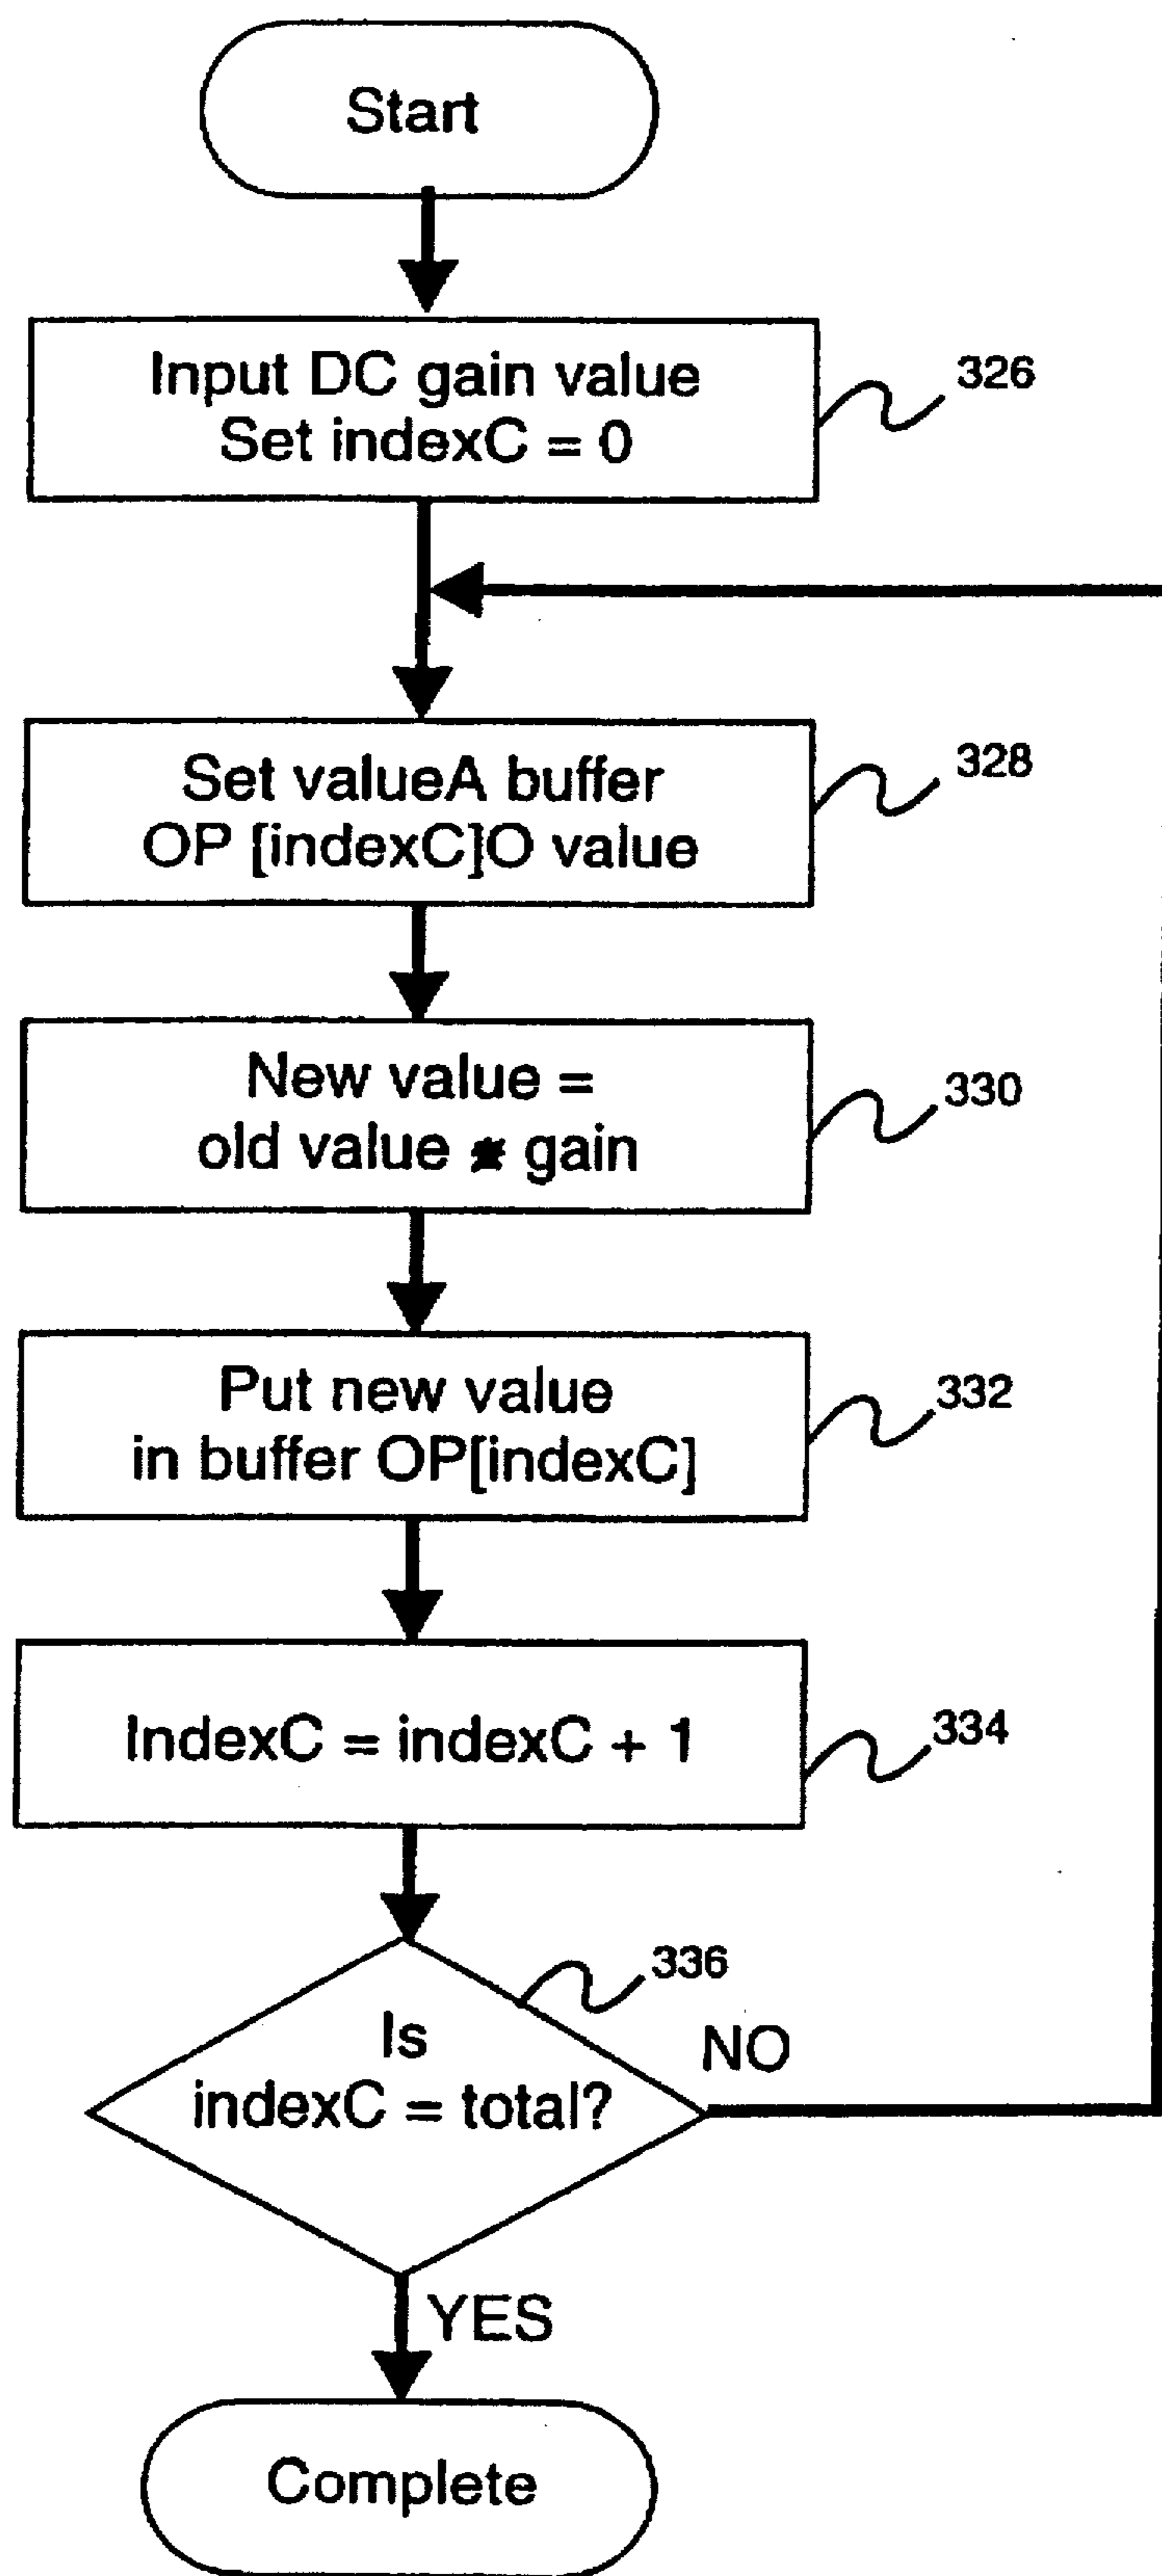 Start
Input DC gain value
Set indexC = 0
326
Set valueA buffer
OP [indexC]O value
328
New value =
old value * gain
330
Put new value
in buffer OP[indexC]
332
IndexC = indexC + 1
334
336
Is
indexC = total?
NO
YES
Complete